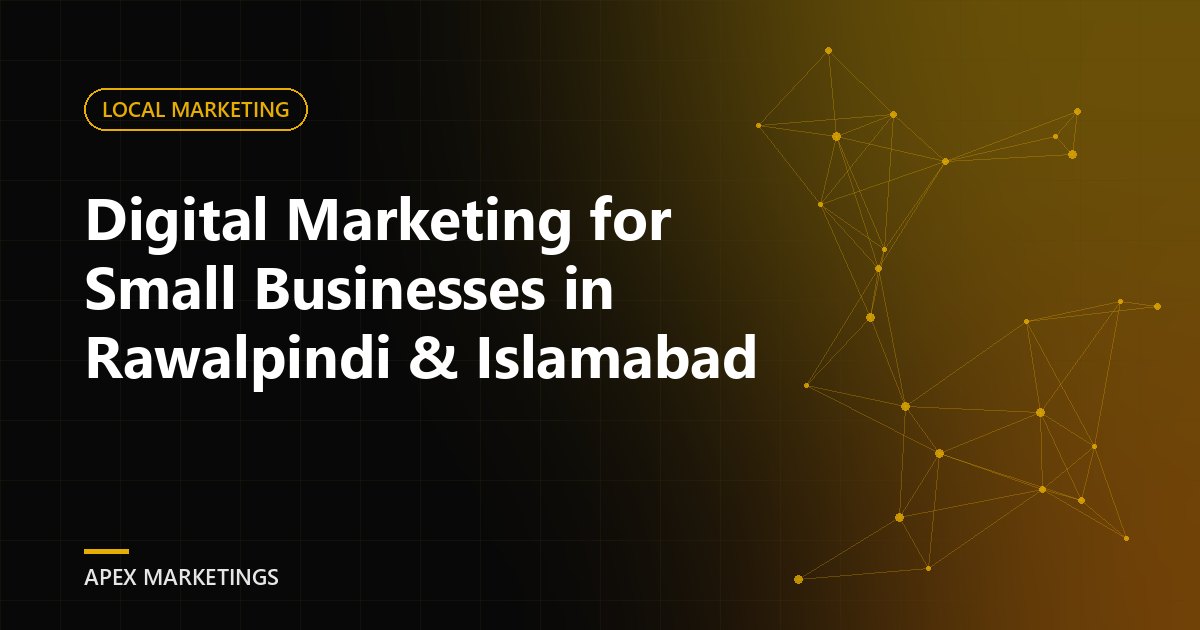 LOCAL MARKETING
Digital Marketing for
Small Businesses in
Rawalpindi & Islamabad
APEX MARKETINGS